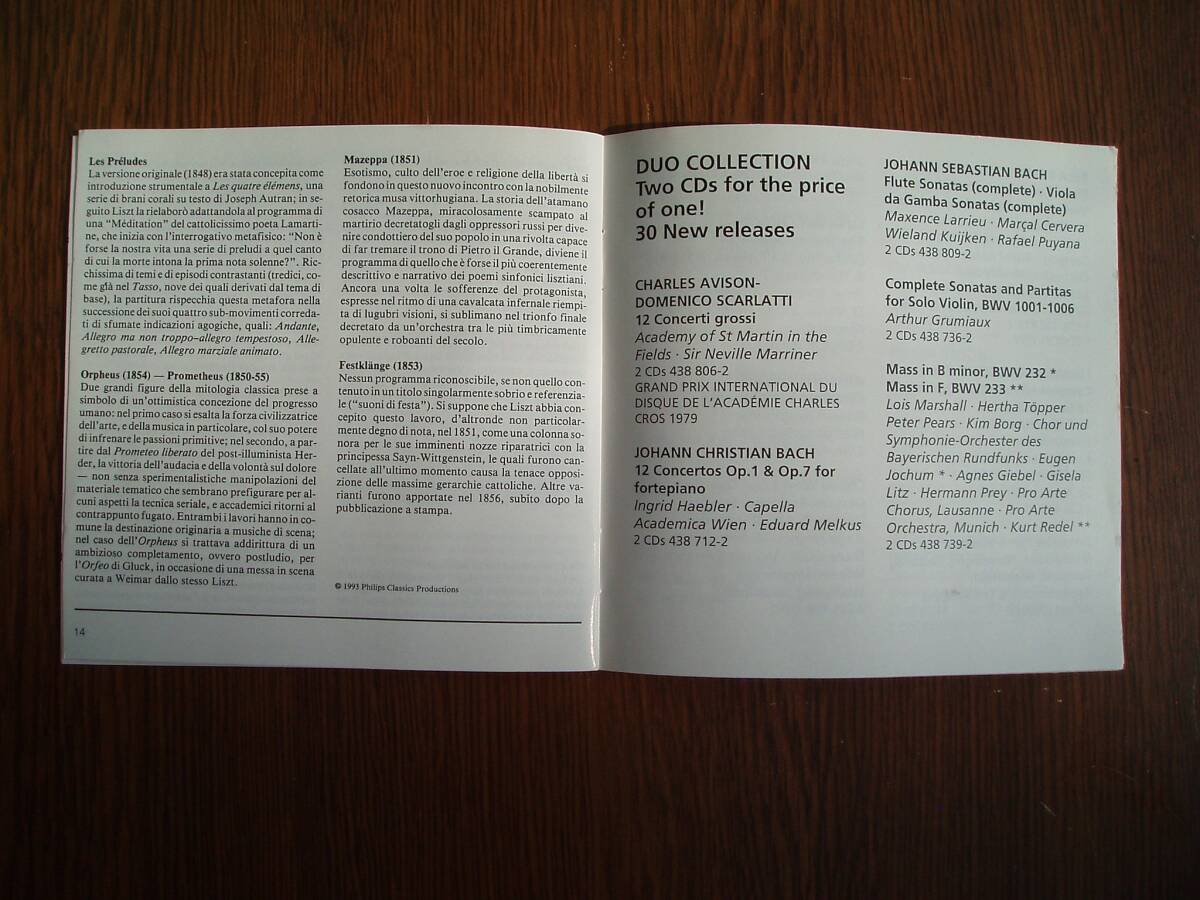 Les Préludes
La versione originale (1848) era stata concepita come
introduzione strumentale a Les quatre élémens, una
serie di brani corali su testo di Joseph Autran; in se-
guito Liszt la rielaborò adattandola al programma di
una “Méditation” del cattolicissimo poeta Lamarti-
ne, che inizia con l'interrogativo metafisico: “Non è
forse la nostra vita una serie di preludi a quel canto
di cui la morte intona la prima nota solenne?”. Ric-
chissima di temi e di episodi contrastanti (tredici, co-
me già nel Tasso, nove dei quali derivati dal tema di
base), la partitura rispecchia questa metafora nella
successione dei suoi quattro sub-movimenti correda-
ti di sfumate indicazioni agogiche, quali: Andante,
Allegro ma non troppo–allegro tempestoso, Alle-
gretto pastorale, Allegro marziale animato.
Orpheus (1854) — Prometheus (1850-55)
Due grandi figure della mitologia classica prese a
simbolo di un'ottimistica concezione del progresso
umano: nel primo caso si esalta la forza civilizzatrice
dell'arte, e della musica in particolare, col suo potere
di infrenare le passioni primitive; nel secondo, a par-
tire dal Prometeo liberato del post-illuminista Her-
der, la vittoria dell'audacia e della volontà sul dolore
— non senza sperimentalistiche manipolazioni del
materiale tematico che sembrano prefigurare per al-
cuni aspetti la tecnica seriale, e accademici ritorni al
contrappunto fugato. Entrambi i lavori hanno in co-
mune la destinazione originaria a musiche di scena;
nel caso dell'Orpheus si trattava addirittura di un
ambizioso completamento, ovvero postludio, per
l'Orfeo di Gluck, in occasione di una messa in scena
curata a Weimar dallo stesso Liszt.
14
Mazeppa (1851)
Esotismo, culto dell'eroe e religione della libertà si
fondono in questo nuovo incontro con la nobilmente
retorica musa vittorhugiana. La storia dell'atamano
cosacco Mazeppa, miracolosamente scampato al
martirio decretatogli dagli oppressori russi per dive-
nire condottiero del suo popolo in una rivolta capace
di far tremare il trono di Pietro il Grande, diviene il
programma di quello che è forse il più coerentemente
descrittivo e narrativo dei poemi sinfonici lisztiani.
Ancora una volta le sofferenze del protagonista,
espresse nel ritmo di una cavalcata infernale riempi-
ta di lugubri visioni, si sublimano nel trionfo finale
decretato da un'orchestra tra le più timbricamente
opulente e roboanti del secolo.
Festklänge (1853)
Nessun programma riconoscibile, se non quello con-
tenuto in un titolo singolarmente sobrio e referenzia-
le (“suoni di festa”). Si suppone che Liszt abbia con-
cepito questo lavoro, d'altronde non particolar-
mente degno di nota, nel 1851, come una colonna so-
nora per le sue imminenti nozze riparatrici con la
principessa Sayn-Wittgenstein, le quali furono can-
cellate all'ultimo momento causa la tenace opposi-
zione delle massime gerarchie cattoliche. Altre va-
rianti furono apportate nel 1856, subito dopo la
pubblicazione a stampa.
© 1993 Philips Classics Productions
DUO COLLECTION
Two CDs for the price
of one!
30 New releases
CHARLES AVISON-
DOMENICO SCARLATTI
12 Concerti grossi
Academy of St Martin in the
Fields · Sir Neville Marriner
2 CDs 438 806-2
GRAND PRIX INTERNATIONAL DU
DISQUE DE L'ACADÉMIE CHARLES
CROS 1979
JOHANN CHRISTIAN BACH
12 Concertos Op.1 & Op.7 for
fortepiano
Ingrid Haebler · Capella
Academica Wien · Eduard Melkus
2 CDs 438 712-2
JOHANN SEBASTIAN BACH
Flute Sonatas (complete) · Viola
da Gamba Sonatas (complete)
Maxence Larrieu · Marçal Cervera
Wieland Kuijken · Rafael Puyana
2 CDs 438 809-2
Complete Sonatas and Partitas
for Solo Violin, BWV 1001-1006
Arthur Grumiaux
2 CDs 438 736-2
Mass in B minor, BWV 232 *
Mass in F, BWV 233 **
Lois Marshall · Hertha Töpper
Peter Pears · Kim Borg · Chor und
Symphonie-Orchester des
Bayerischen Rundfunks · Eugen
Jochum * · Agnes Giebel · Gisela
Litz · Hermann Prey · Pro Arte
Chorus, Lausanne · Pro Arte
Orchestra, Munich · Kurt Redel **
2 CDs 438 739-2